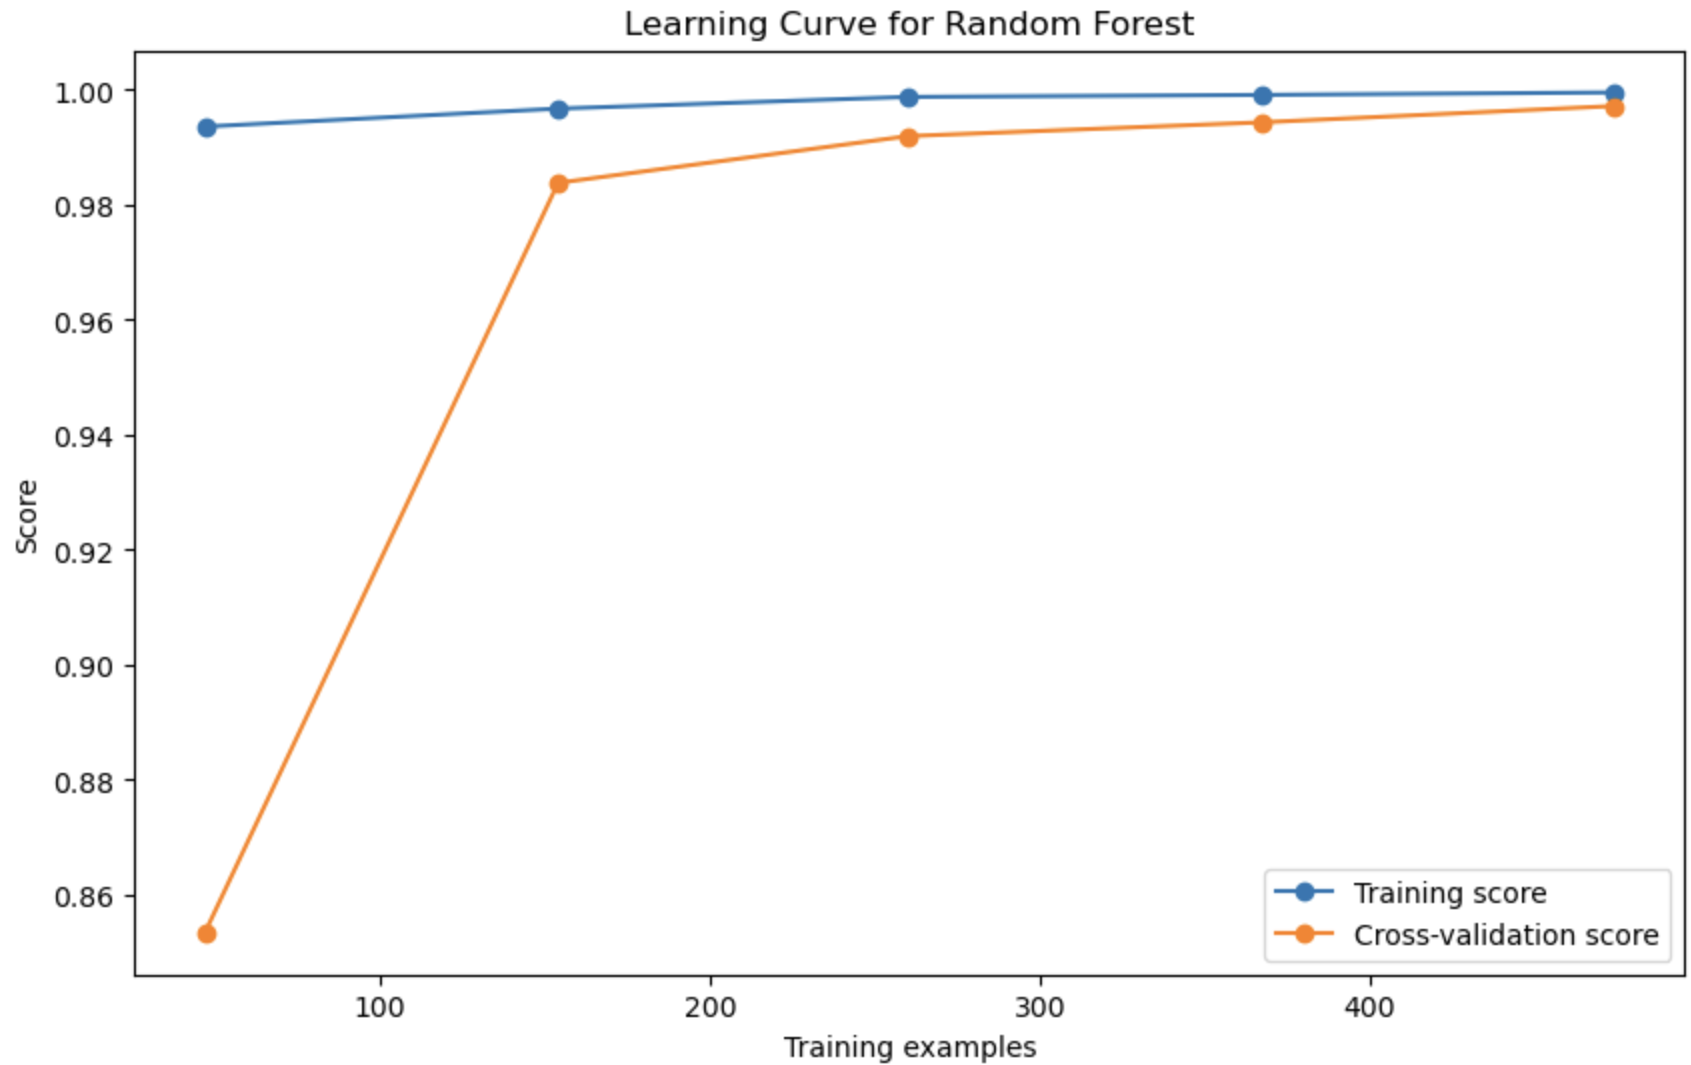 Learning Curve for Random Forest
1.00
0.98
0.96
0.94
0.92
0.90
0.88
0.86
Score
100 200 300 400
Training examples
Training score
Cross-validation score